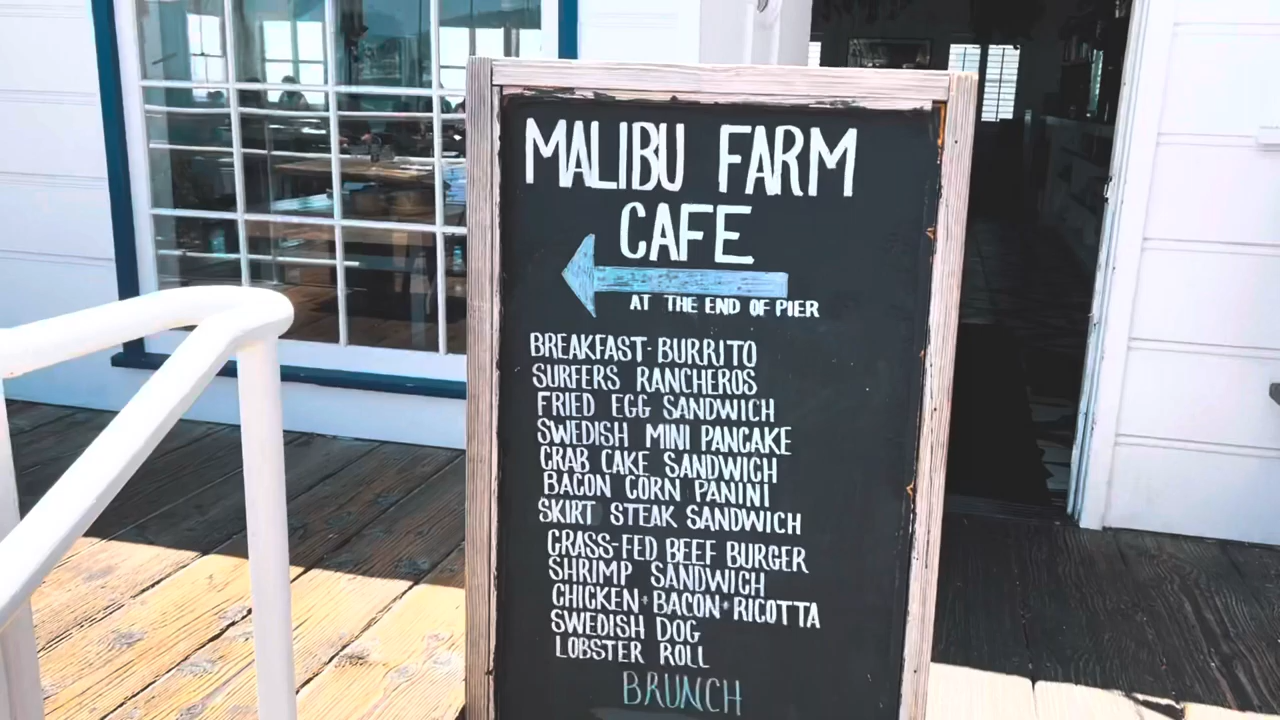 MALIBU FARM
CAFE
AT THE END OF PIER
BREAKFAST-BURRITO
SURFERS RANCHEROS
FRIED EGG SANDWICH
SWEDISH MINI PANCAKE
CRAB CAKE SANDWICH
BACON CORN PANINI
SKIRT STEAK SANDWICH
GRASS-FED BEEF BURGER
SHRIMP SANDWICH
CHICKEN+BACON+RICOTTA
SWEDISH DOG
LOBSTER ROLL
BRUNCH